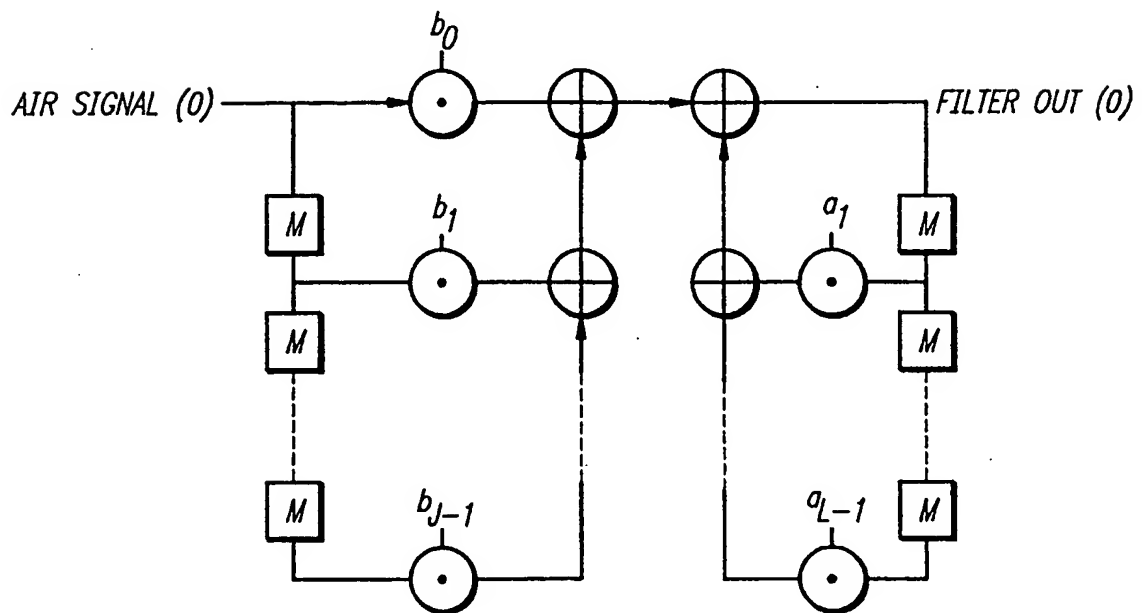 b0
AIR SIGNAL (0)
FILTER OUT (0)
M
b1
a1
M
M
M
M
bJ-1
aL-1
M